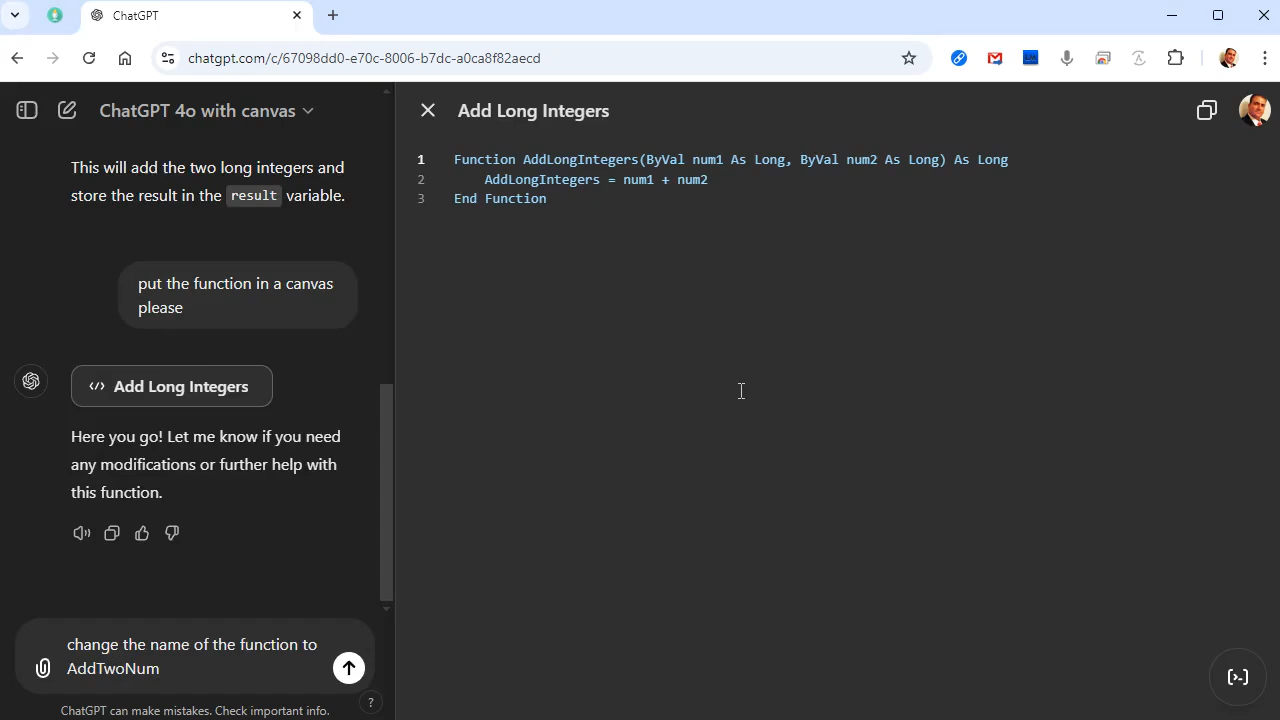 ChatGPT
chatgpt.com/c/67098dd0-e70c-8006-b7dc-a0ca8f82aaed
ChatGPT 4o with canvas
This will add the two long integers and
store the result in the result variable.
put the function in a canvas
please
Add Long Integers
Here you go! Let me know if you need
any modifications or further help with
this function.
change the name of the function to
AddTwoNum
ChatGPT can make mistakes. Check important info.
?
Add Long Integers
1 Function AddLongIntegers(ByVal num1 As Long, ByVal num2 As Long) As Long
2 AddLongIntegers = num1 + num2
3 End Function